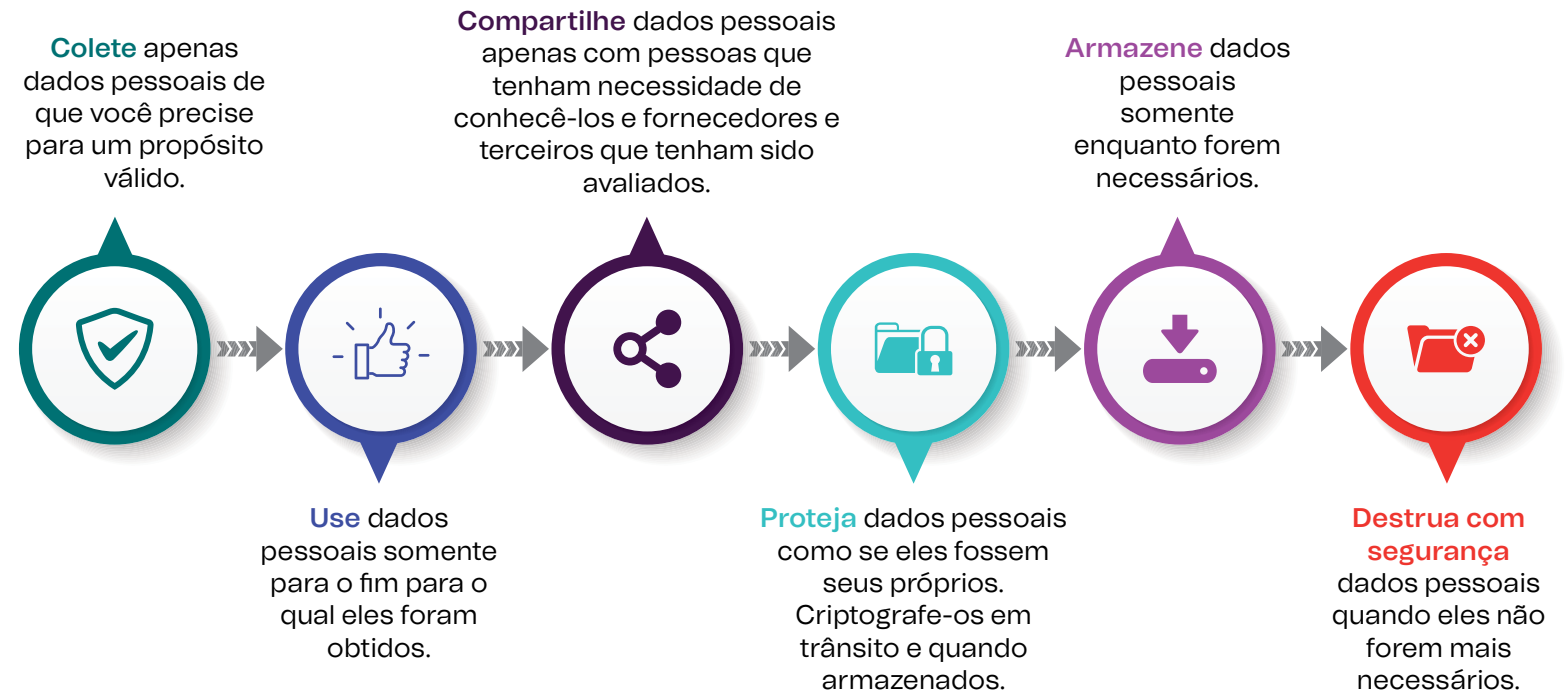 Colete apenas
dados pessoais de
que você precise
para um propósito
válido.
Use dados
pessoais somente
para o fim para o
qual eles foram
obtidos.
Compartilhe dados pessoais
apenas com pessoas que
tenham necessidade de
conhecê-los e fornecedores e
terceiros que tenham sido
avaliados.
Proteja dados pessoais
como se eles fossem
seus próprios.
Criptografe-os em
trânsito e quando
armazenados.
Armazene dados
pessoais
somente
enquanto forem
necessários.
Destrua com
segurança
dados pessoais
quando eles não
forem mais
necessários.